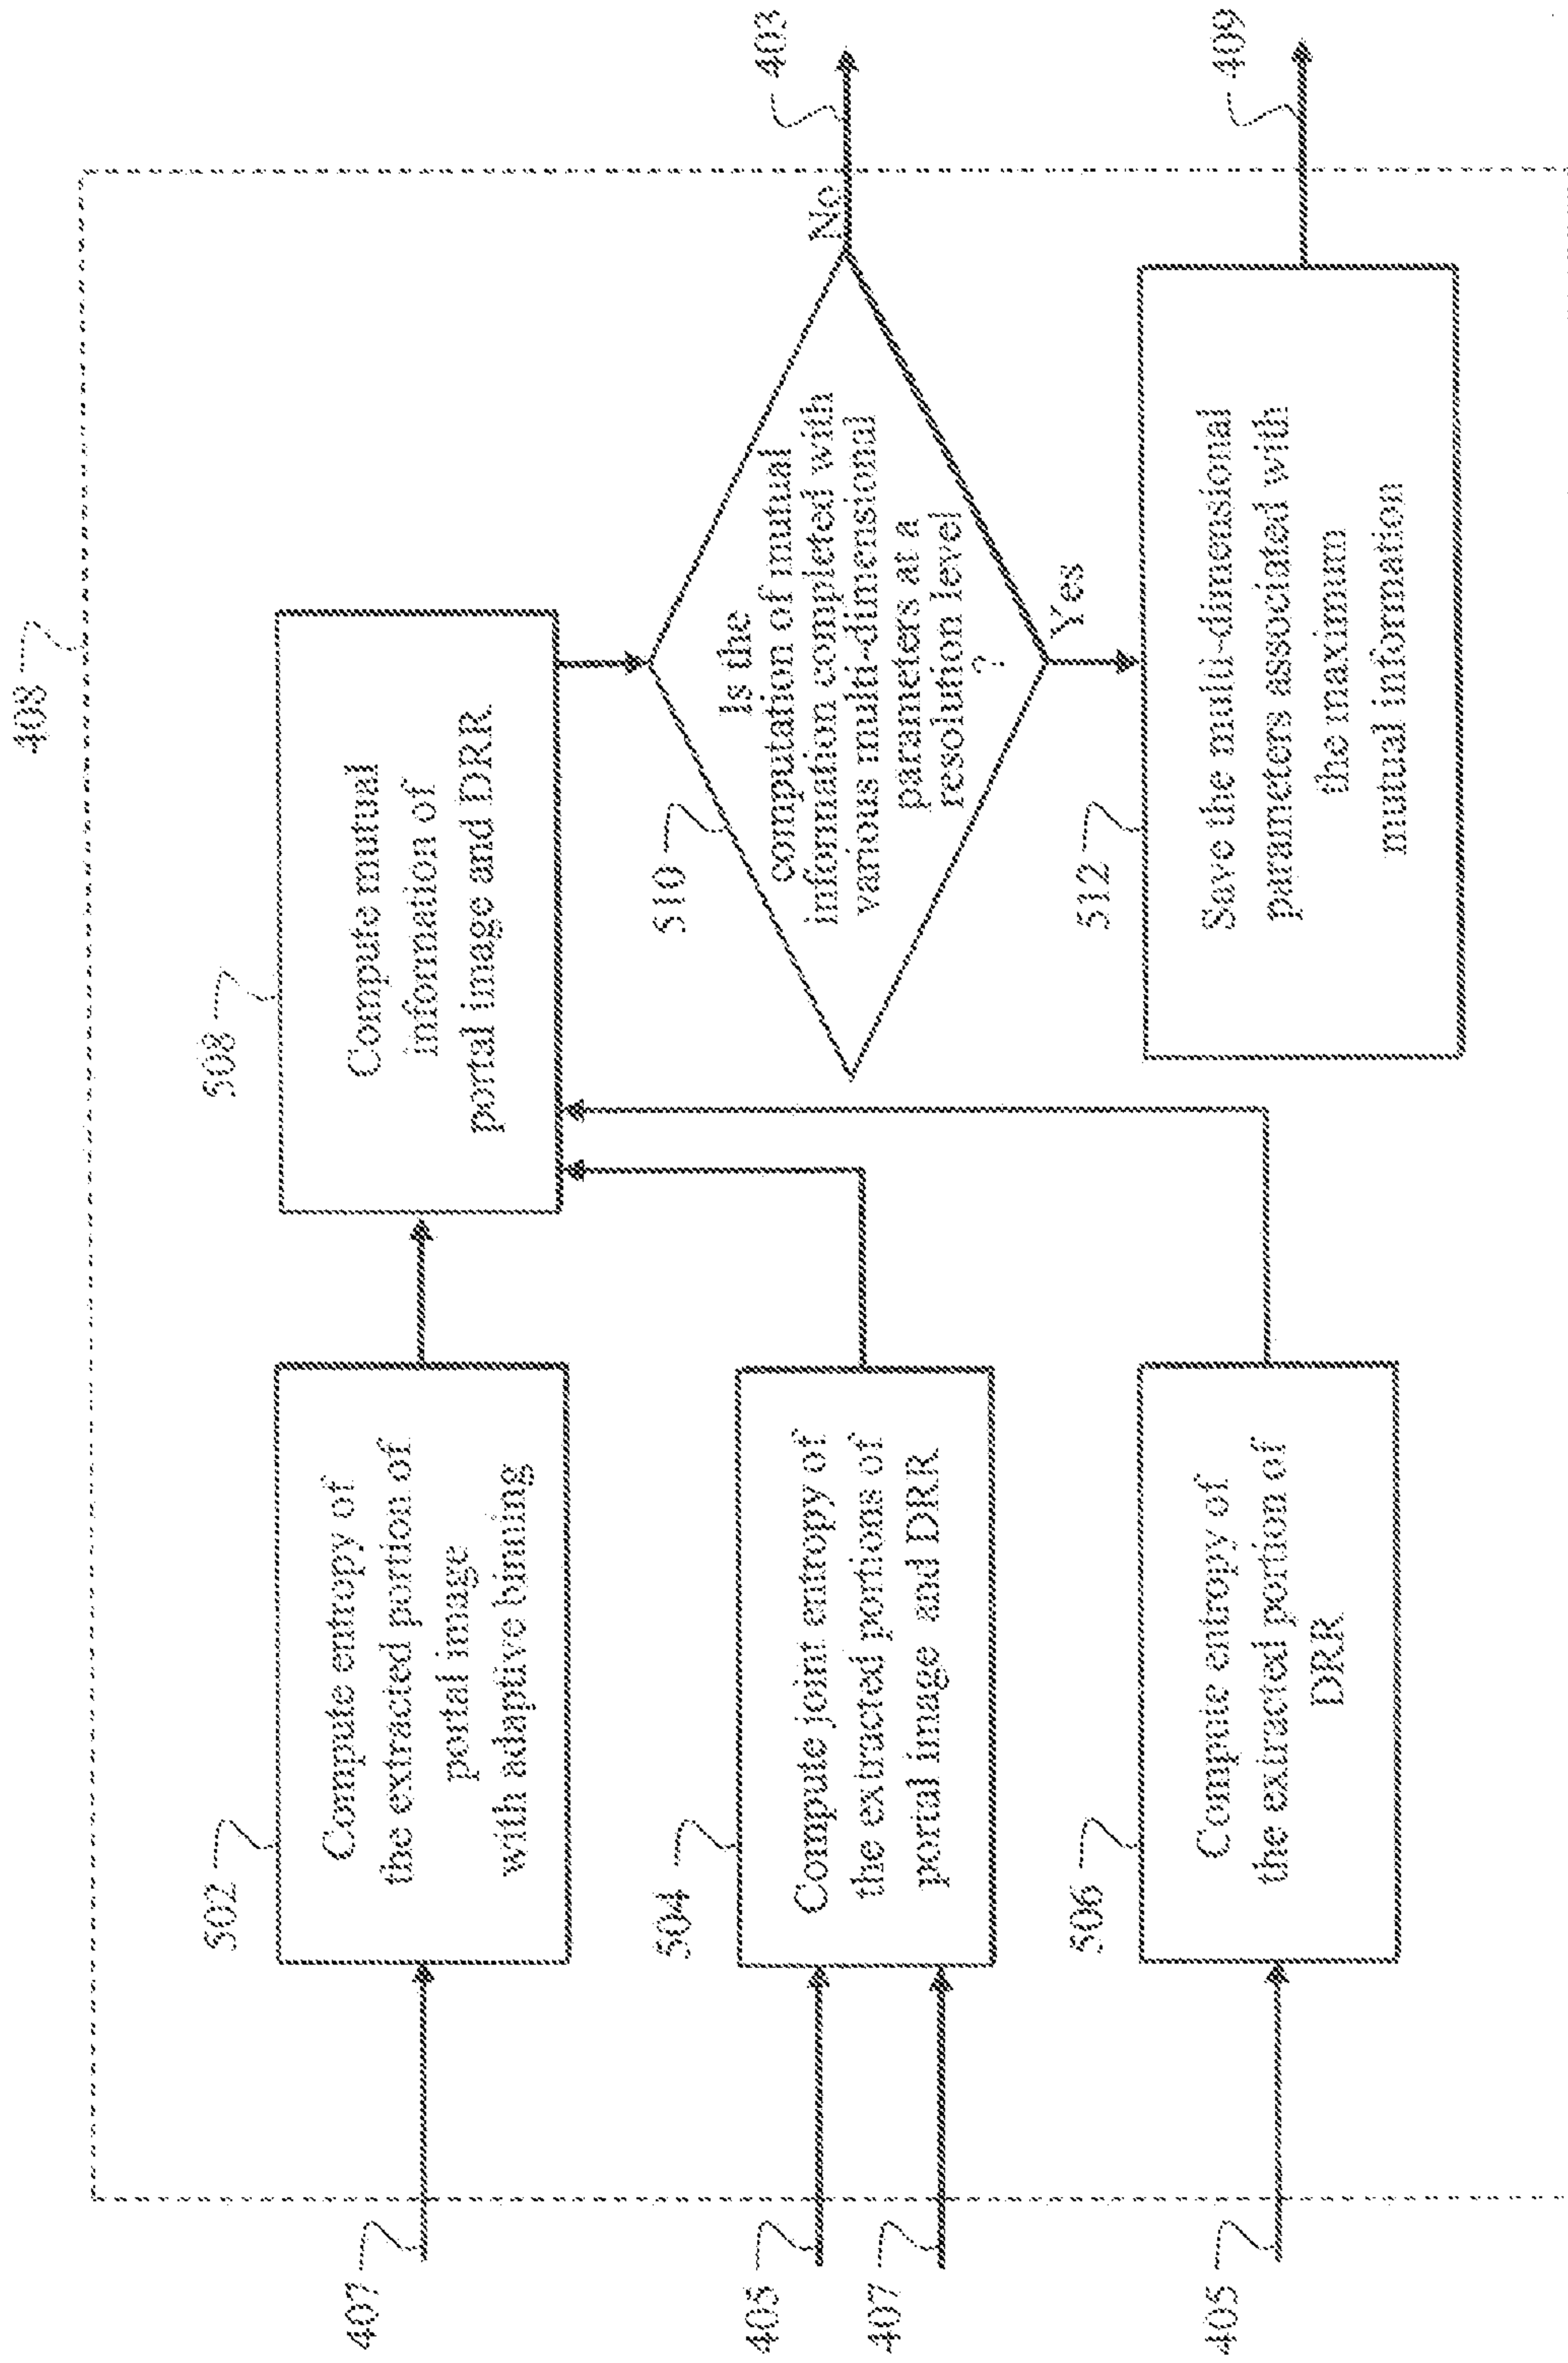 408
407
502
Compute entropy of
the extracted portion of
portal image
with adaptive binning
508
Compute mutual
information of
portal image and DRR
405
407
504
Compute joint entropy of
the extracted portions of
portal image and DRR
510
Is the
computation of mutual
information completed with
various multi-dimensional
parameters at a
resolution level
?
No
403
Yes
405
506
Compute entropy of
the extracted portion of
DRR
512
Save the multi-dimensional
parameters associated with
the maximum
mutual information
409